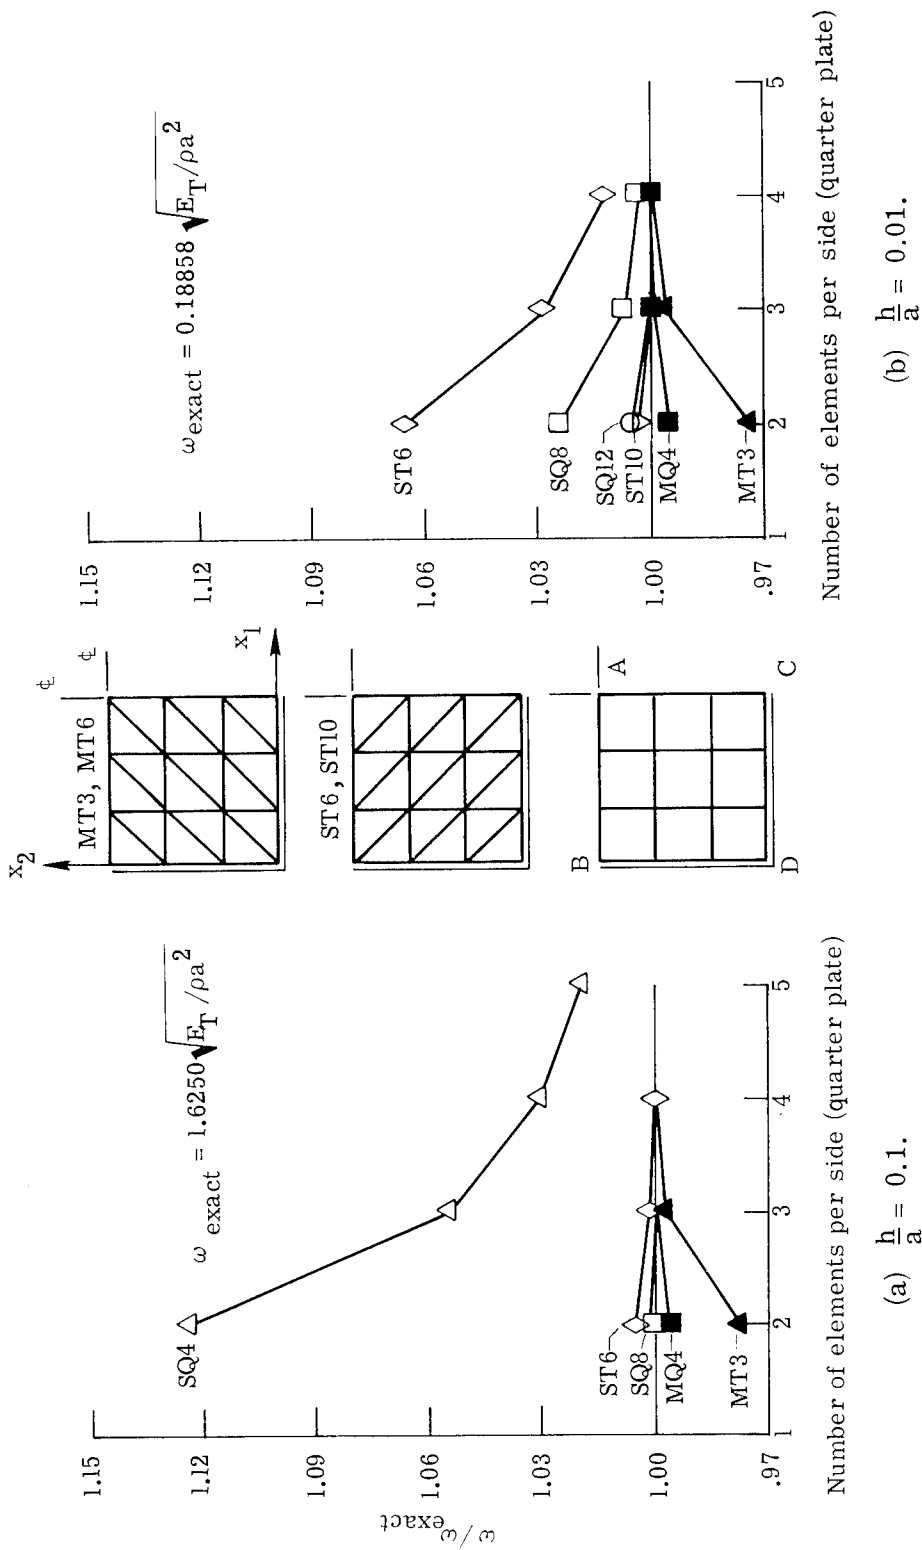 ω/ω exact
1.15
1.12
1.09
1.06
1.03
1.00
.97
1 2 3 4 5
ω exact = 1.6250 √E_T/ρa²
SQ4
ST6
SQ8
MQ4
MT3
Number of elements per side (quarter plate)
(a) h/a = 0.1.
x₂
℄
℄
MT3, MT6
x₁
ST6, ST10
B
A
D
C
1.15
1.12
1.09
1.06
1.03
1.00
.97
1 2 3 4 5
ω exact = 0.18858 √E_T/ρa²
ST6
SQ8
SQ12
ST10
MQ4
MT3
Number of elements per side (quarter plate)
(b) h/a = 0.01.